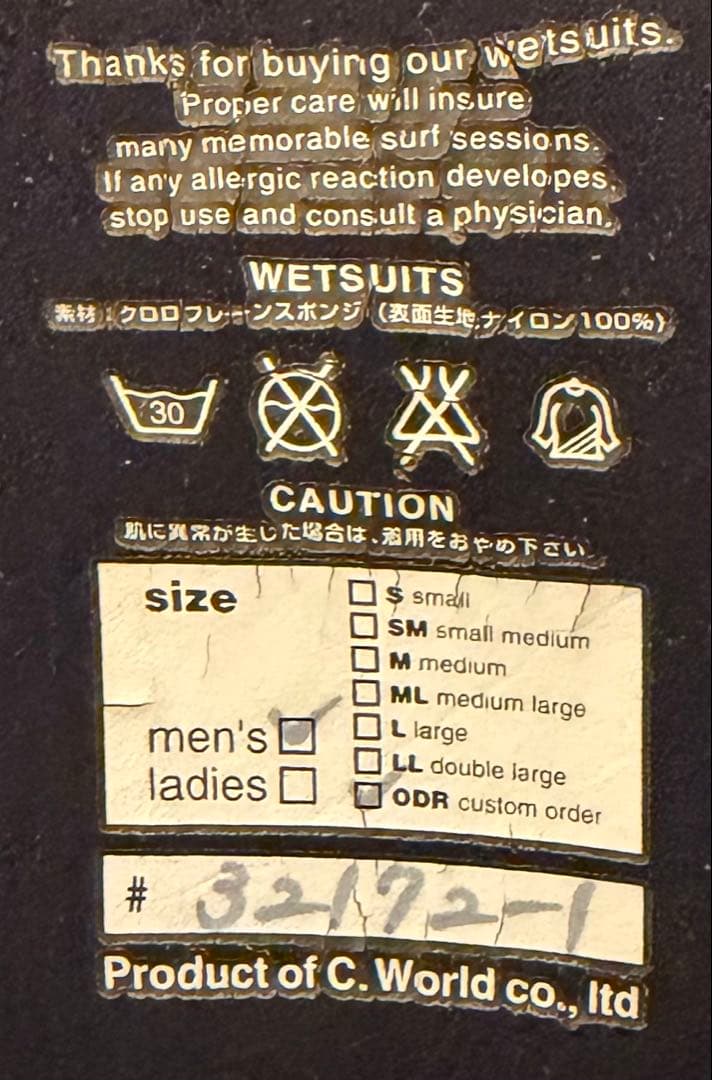 Thanks for buying our wetsuits.
Proper care will insure
many memorable surf sessions.
If any allergic reaction developes,
stop use and consult a physician.
WETSUITS
素材:クロロプレーンスポンジ (表面生地,ナイロン100%)
30
CAUTION
肌に異常が生じた場合は、着用をおやめ下さい
size
S small
SM small medium
M medium
ML medium large
men's
L large
ladies
LL double large
ODR custom order
# 32172-1
Product of C. World co., ltd